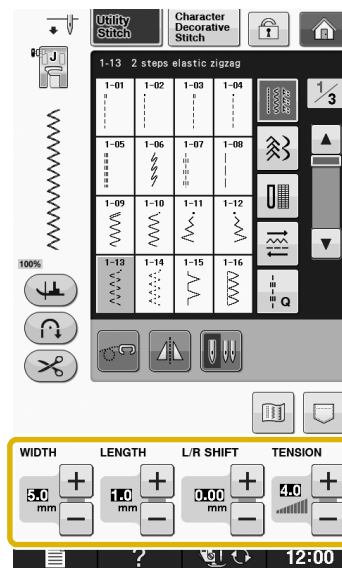 Utility Stitch
Character Decorative Stitch
J
1-13 2 steps elastic zigzag
1/3
1-01 1-02 1-03 1-04
1-05 1-06 1-07 1-08
1-09 1-10 1-11 1-12
1-13 1-14 1-15 1-16
Q
100%
WIDTH LENGTH L/R SHIFT TENSION
5.0 mm 1.0 mm 0.00 mm 4.0
? 12:00